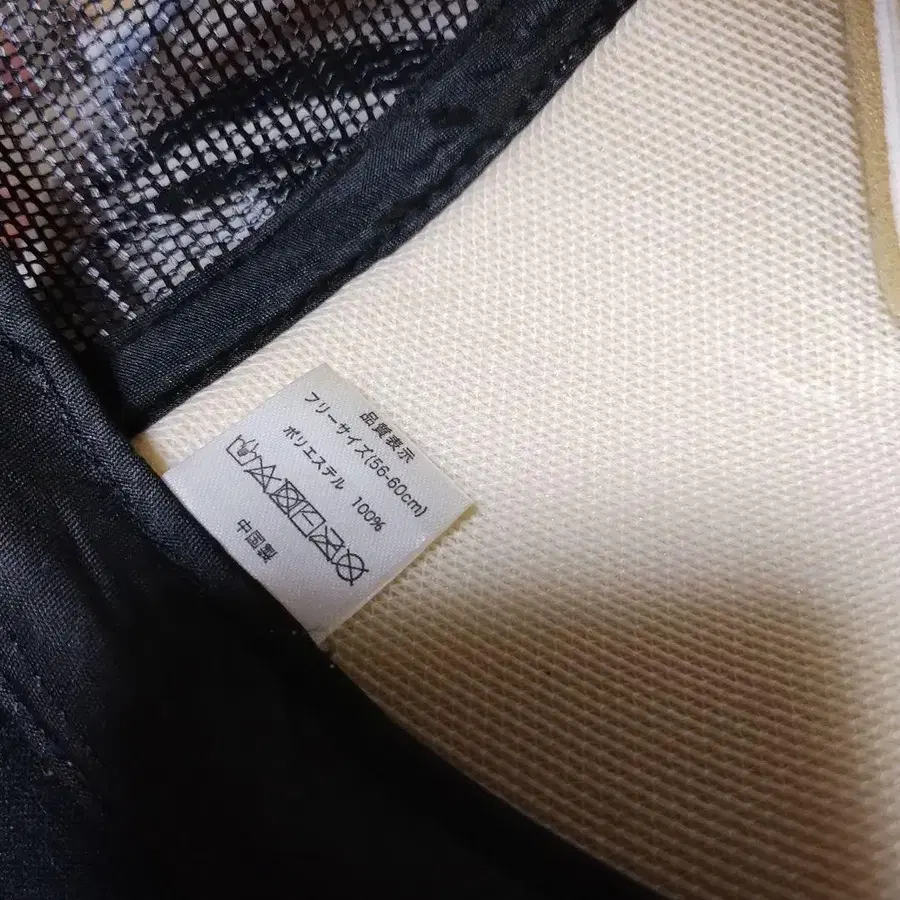 品質表示
フリーサイズ(56-60cm)
ポリエステル 100%
中国製